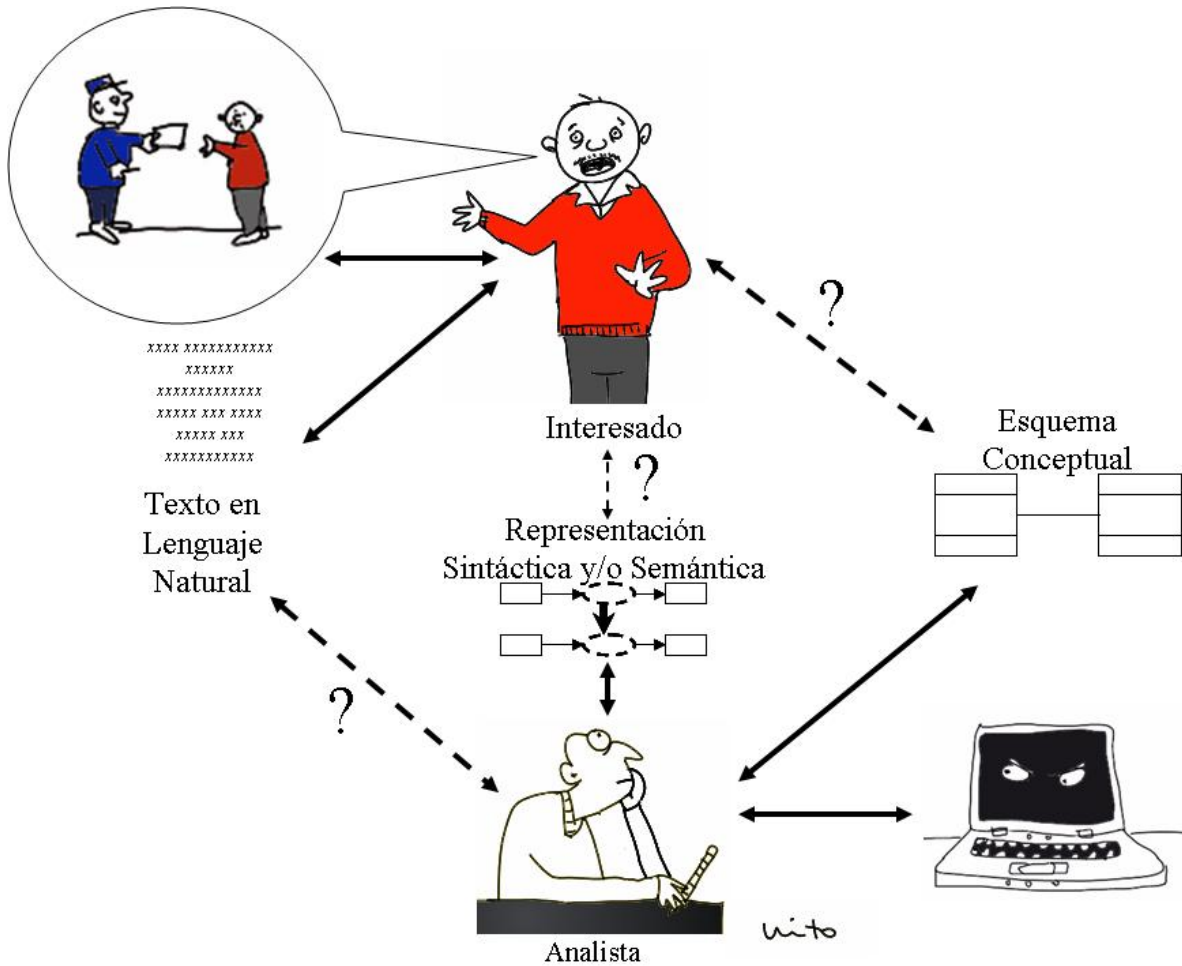 xxxx xxxxxxxxxxx
xxxxxx
xxxxxxxxxxxxx
xxxxx xxx xxxx
xxxxx xxx
xxxxxxxxxxx
Texto en
Lenguaje
Natural
?
Interesado
?
Representación
Sintáctica y/o Semántica
?
Esquema
Conceptual
Analista
nito